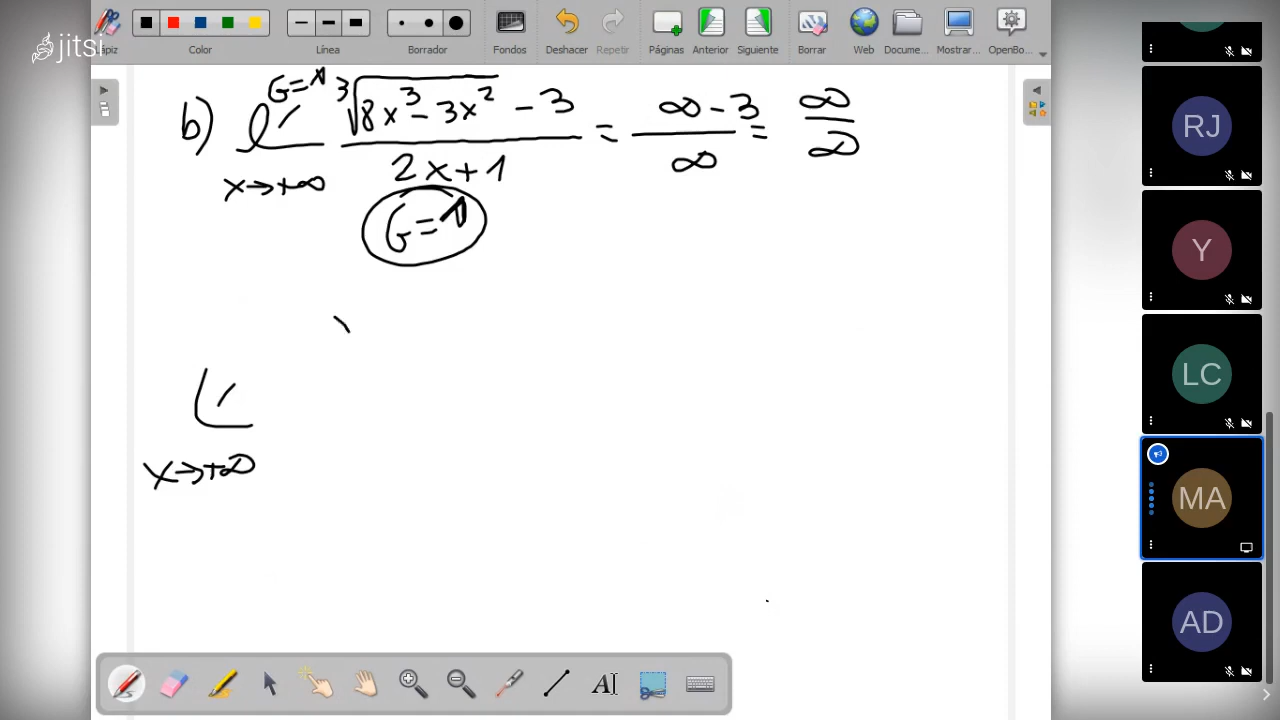 jitsi
Lápiz Color Línea Borrador Fondos Deshacer Repetir Páginas Anterior Siguiente Borrar Web Docume... Mostrar... OpenBo...
G=1
b) lim ∛(8x³ - 3x²) - 3 / 2x+1 = ∞ - 3 / ∞ = ∞ / ∞
x→+∞
G=1
x→+∞
RJ
Y
LC
MA
AD
AI